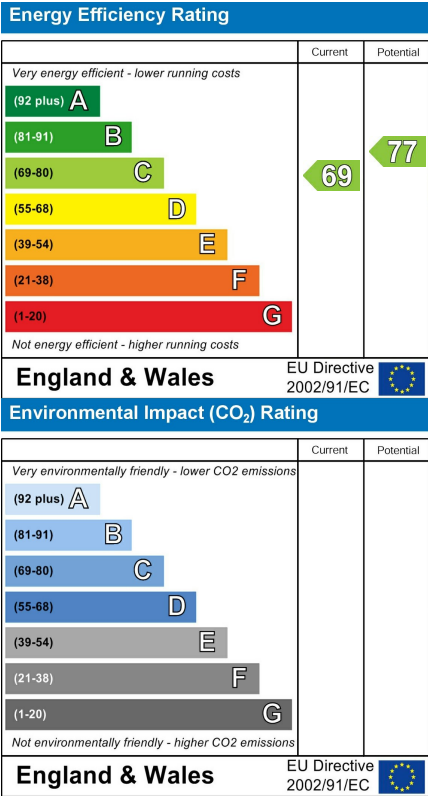 Energy Efficiency Rating
Current Potential
Very energy efficient - lower running costs
(92 plus) A
(81-91) B
(69-80) C
(55-68) D
(39-54) E
(21-38) F
(1-20) G
69
77
Not energy efficient - higher running costs
England & Wales
EU Directive
2002/91/EC
Environmental Impact (CO₂) Rating
Current Potential
Very environmentally friendly - lower CO2 emissions
(92 plus) A
(81-91) B
(69-80) C
(55-68) D
(39-54) E
(21-38) F
(1-20) G
Not environmentally friendly - higher CO2 emissions
England & Wales
EU Directive
2002/91/EC